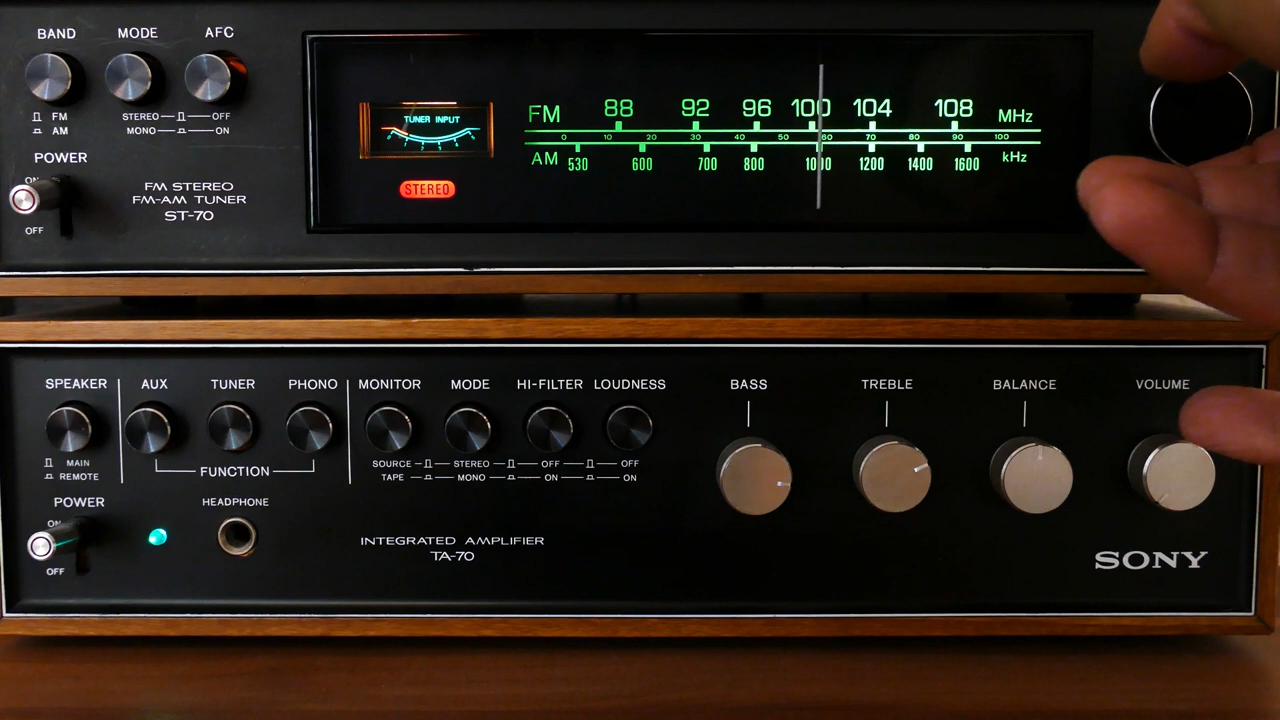 BAND MODE AFC
FM
AM
STEREO OFF
MONO ON
POWER
ON
OFF
FM STEREO
FM-AM TUNER
ST-70
TUNER INPUT
STEREO
FM 88 92 96 100 104 108 MHz
0 10 20 30 40 50 60 70 80 90 100
AM 530 600 700 800 1000 1200 1400 1600 kHz
SPEAKER AUX TUNER PHONO MONITOR MODE HI-FILTER LOUDNESS BASS TREBLE BALANCE VOLUME
MAIN
REMOTE
FUNCTION
SOURCE STEREO OFF OFF
TAPE MONO ON ON
POWER
ON
OFF
HEADPHONE
INTEGRATED AMPLIFIER
TA-70
SONY